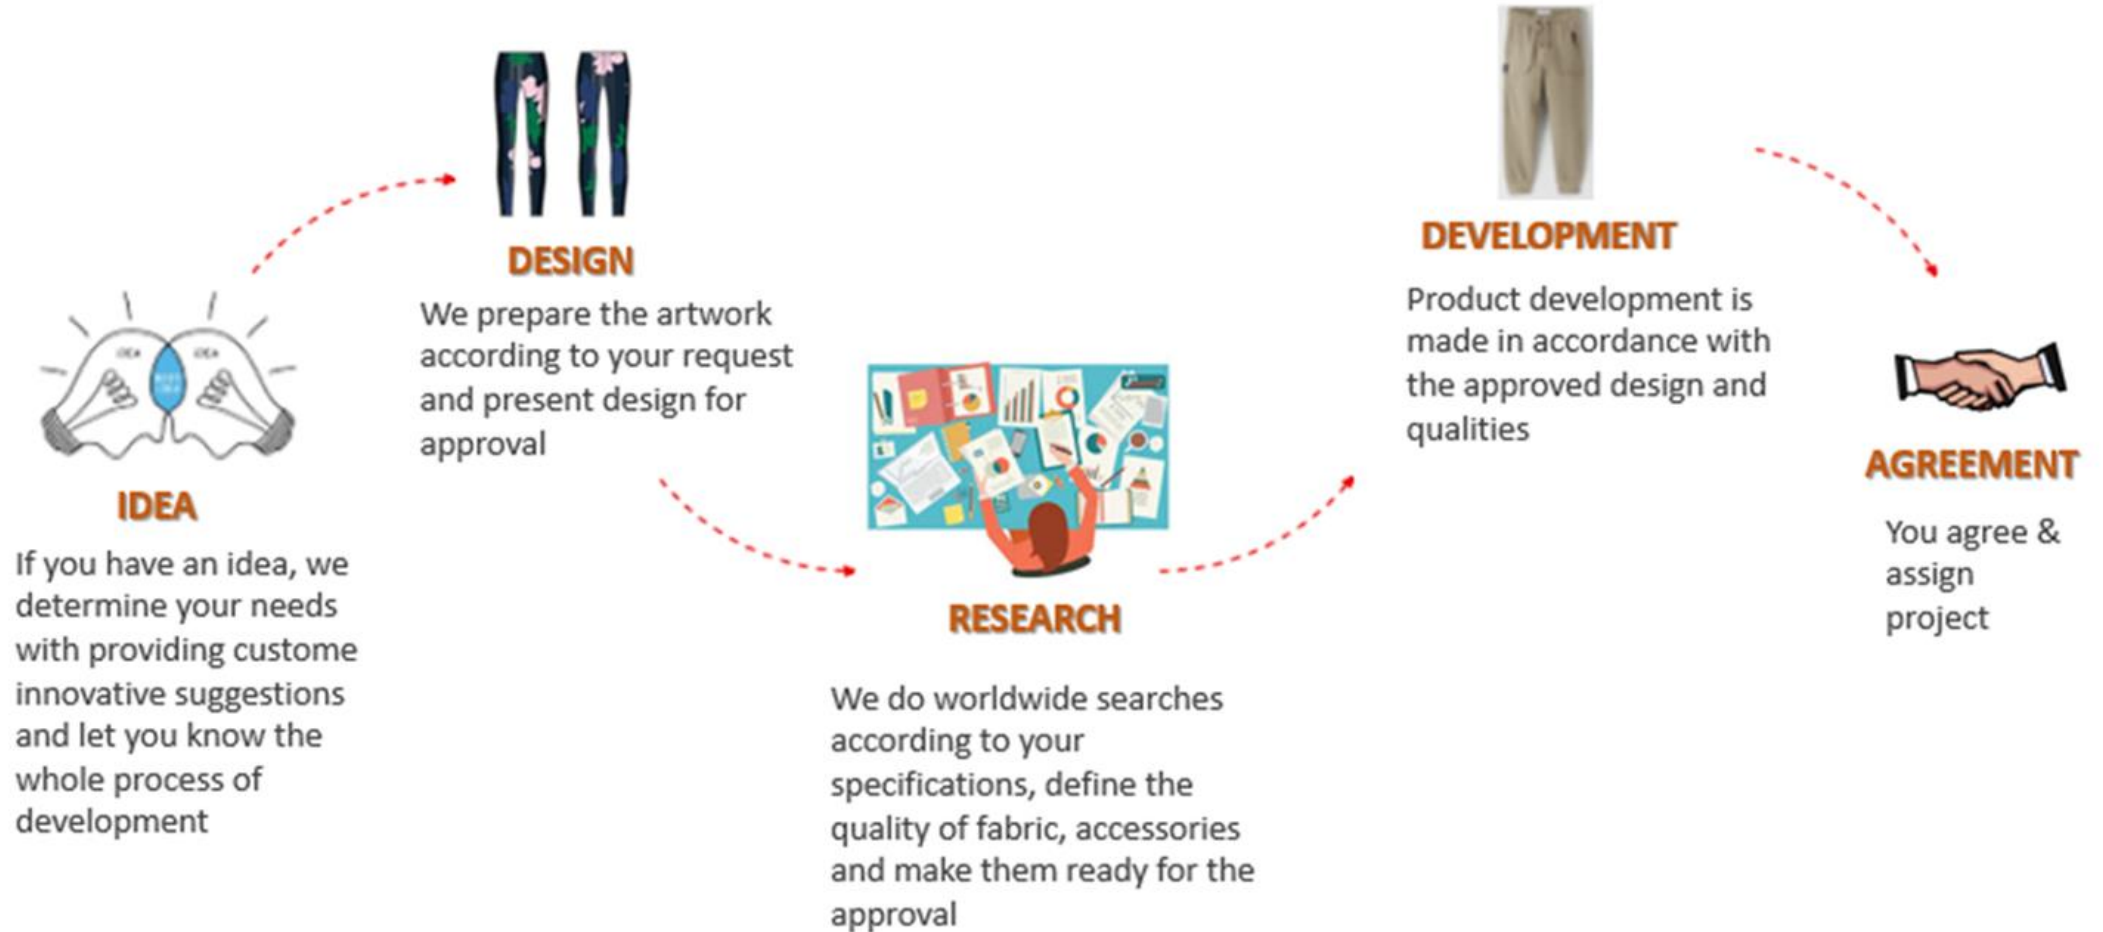 IDEA
IDEA
IDEA
If you have an idea, we
determine your needs
with providing custome
innovative suggestions
and let you know the
whole process of
development
DESIGN
We prepare the artwork
according to your request
and present design for
approval
RESEARCH
We do worldwide searches
according to your
specifications, define the
quality of fabric, accessories
and make them ready for the
approval
DEVELOPMENT
Product development is
made in accordance with
the approved design and
qualities
AGREEMENT
You agree &
assign
project